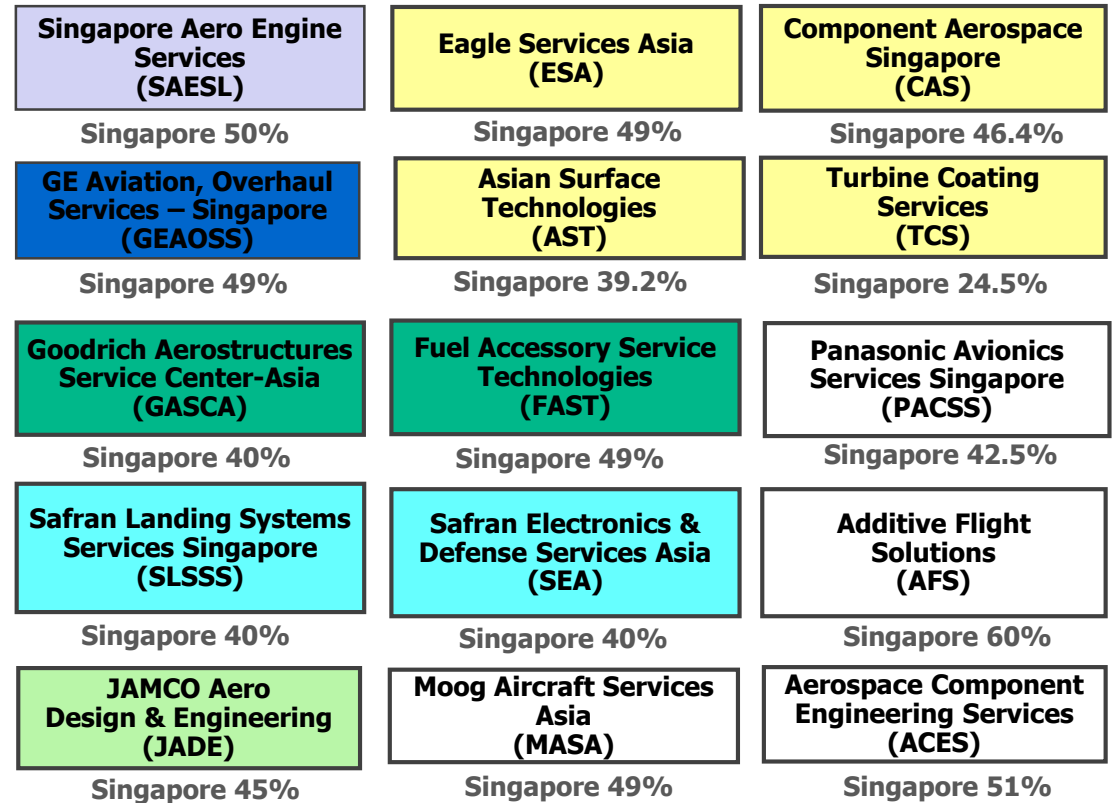 Singapore Aero Engine
Services
(SAESL)
Singapore 50%
Eagle Services Asia
(ESA)
Singapore 49%
Component Aerospace
Singapore
(CAS)
Singapore 46.4%
GE Aviation, Overhaul
Services – Singapore
(GEAOSS)
Singapore 49%
Asian Surface
Technologies
(AST)
Singapore 39.2%
Turbine Coating
Services
(TCS)
Singapore 24.5%
Goodrich Aerostructures
Service Center-Asia
(GASCA)
Singapore 40%
Fuel Accessory Service
Technologies
(FAST)
Singapore 49%
Panasonic Avionics
Services Singapore
(PACSS)
Singapore 42.5%
Safran Landing Systems
Services Singapore
(SLSSS)
Singapore 40%
Safran Electronics &
Defense Services Asia
(SEA)
Singapore 40%
Additive Flight
Solutions
(AFS)
Singapore 60%
JAMCO Aero
Design & Engineering
(JADE)
Singapore 45%
Moog Aircraft Services
Asia
(MASA)
Singapore 49%
Aerospace Component
Engineering Services
(ACES)
Singapore 51%